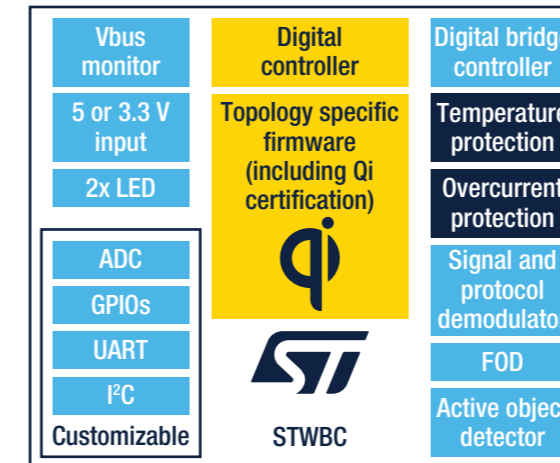 Vbus
monitor
5 or 3.3 V
input
2x LED
ADC
GPIOs
UART
I²C
Customizable
Digital
controller
Topology specific
firmware
(including Qi
certification)
qi
ST
STWBC
Digital bridg
controller
Temperature
protection
Overcurrent
protection
Signal and
protocol
demodulator
FOD
Active objec
detector